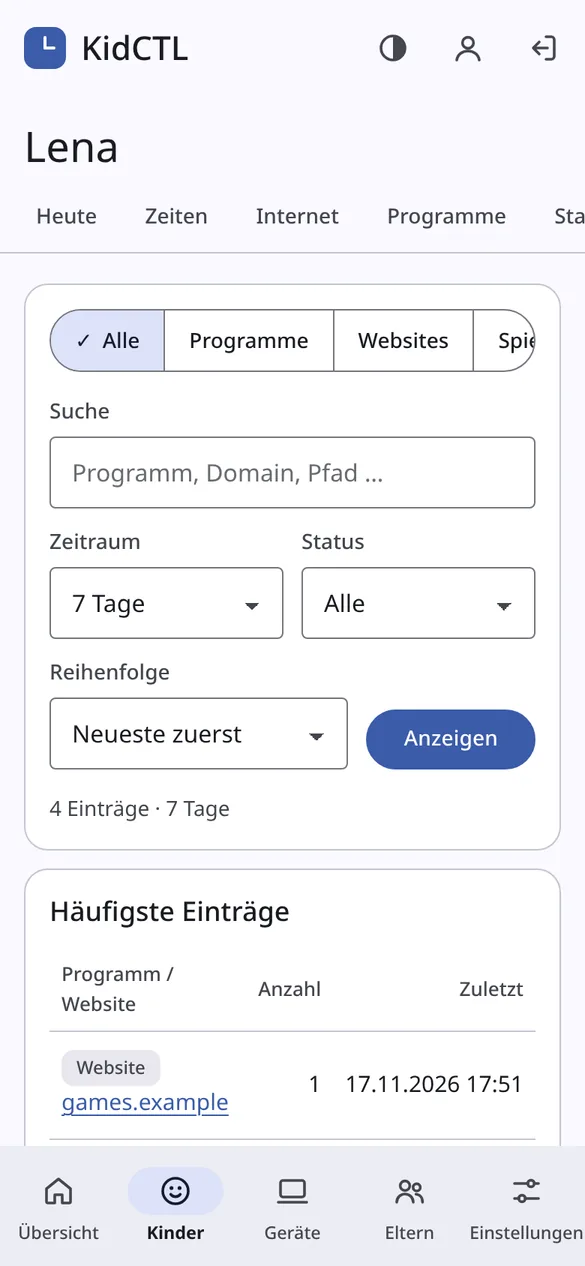 KidCTL
Lena
Heute Zeiten Internet Programme Sta
✓ Alle Programme Websites Spie
Suche
Programm, Domain, Pfad ...
Zeitraum Status
7 Tage Alle
Reihenfolge
Neueste zuerst Anzeigen
4 Einträge · 7 Tage
Häufigste Einträge
Programm /
Website Anzahl Zuletzt
Website
games.example 1 17.11.2026 17:51
Übersicht Kinder Geräte Eltern Einstellungen